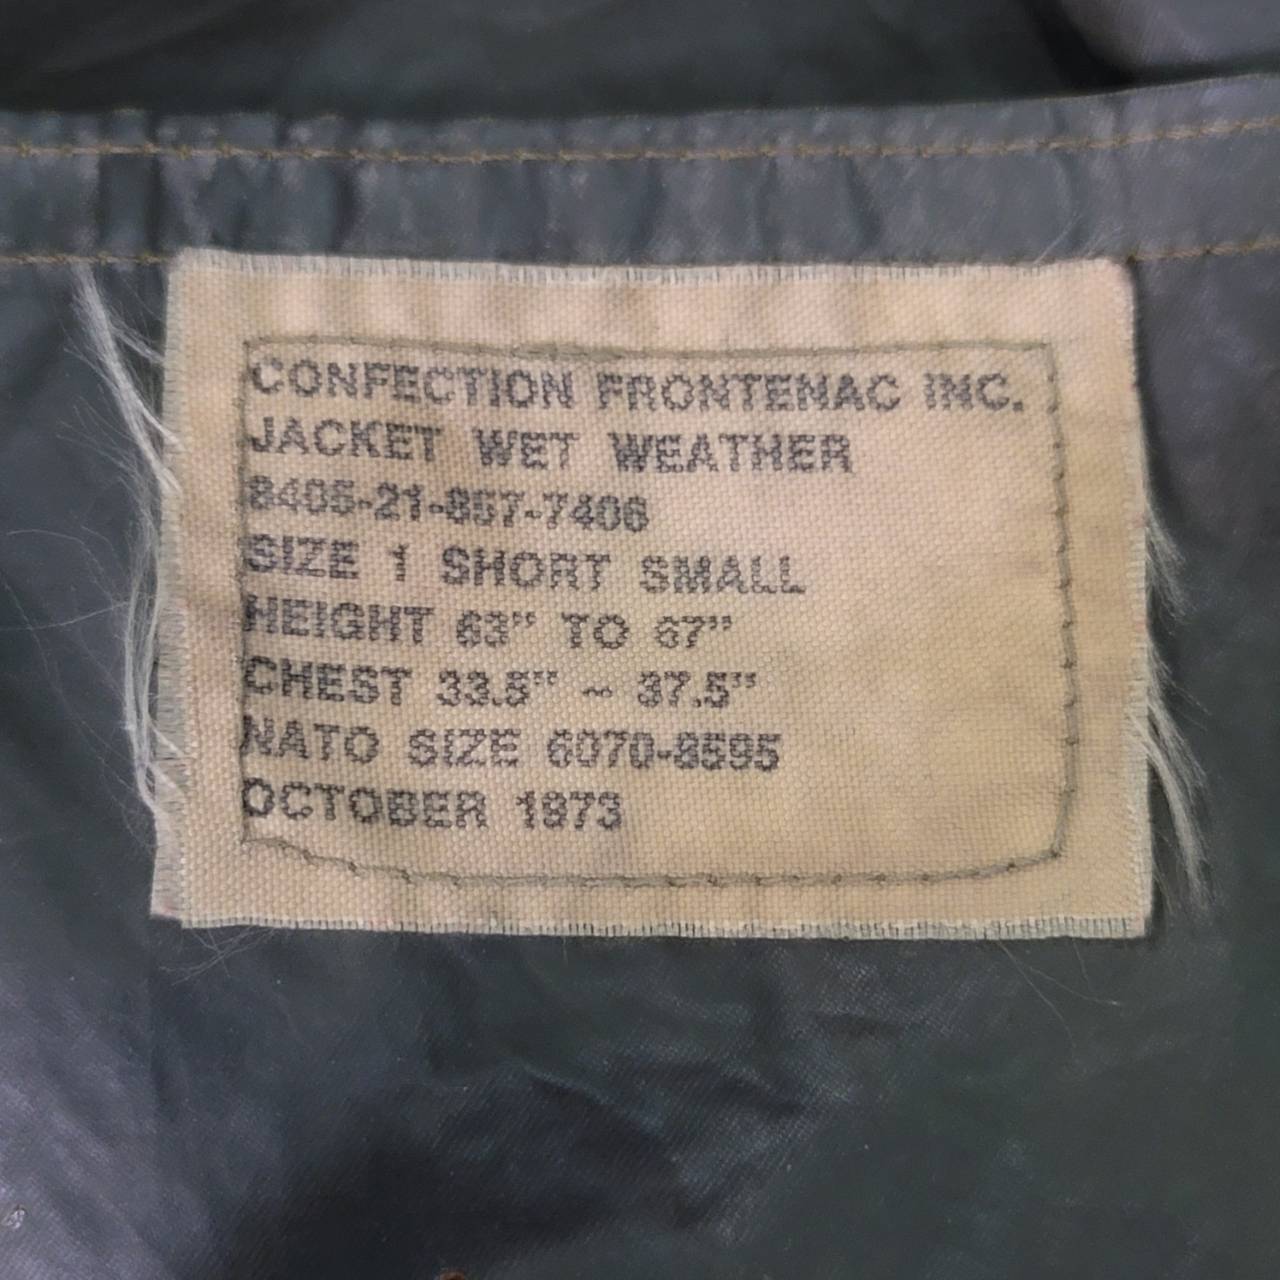 CONFECTION FRONTENAC INC.
JACKET WET WEATHER
8405-21-857-7406
SIZE 1 SHORT SMALL
HEIGHT 63" TO 67"
CHEST 33.5" - 37.5"
NATO SIZE 6070-8595
OCTOBER 1973